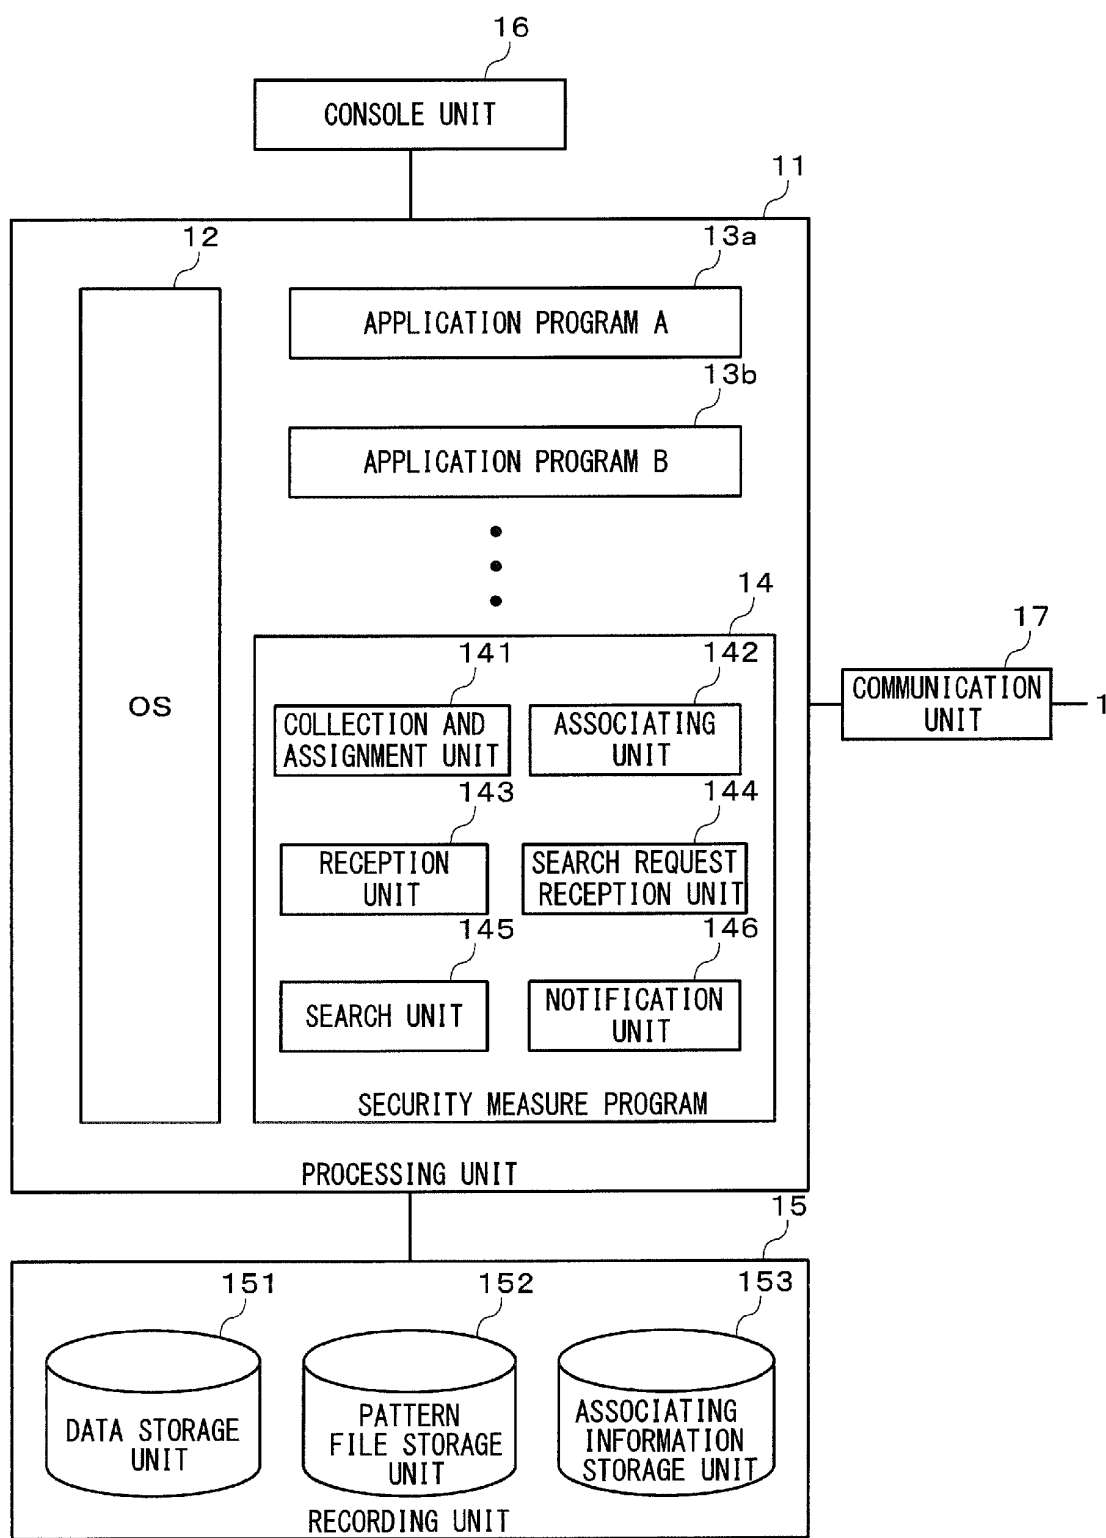 16
CONSOLE UNIT
11
12
13a
APPLICATION PROGRAM A
13b
APPLICATION PROGRAM B
14
17
141
142
COMMUNICATION
UNIT
1
OS
COLLECTION AND
ASSIGNMENT UNIT
ASSOCIATING
UNIT
143
144
RECEPTION
UNIT
SEARCH REQUEST
RECEPTION UNIT
145
146
SEARCH UNIT
NOTIFICATION
UNIT
SECURITY MEASURE PROGRAM
PROCESSING UNIT
15
151
152
153
DATA STORAGE
UNIT
PATTERN
FILE STORAGE
UNIT
ASSOCIATING
INFORMATION
STORAGE UNIT
RECORDING UNIT